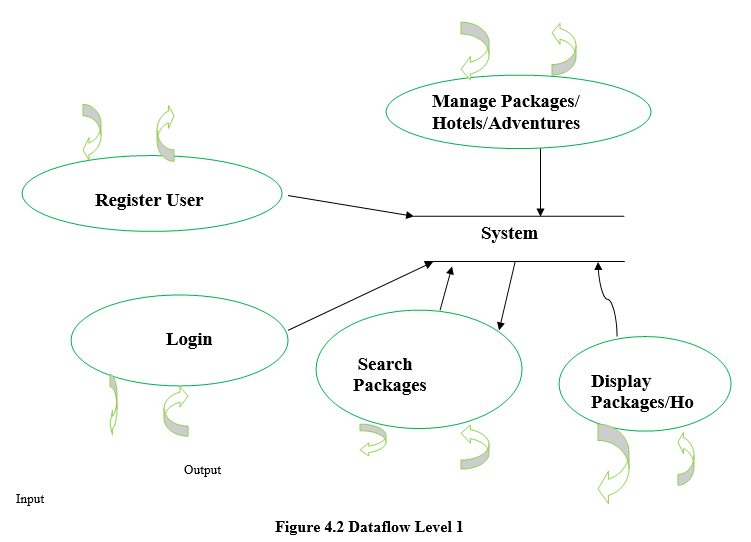 Manage Packages/
Hotels/Adventures
Register User
System
Login
Search
Packages
Display
Packages/Ho
Output
Input
Figure 4.2 Dataflow Level 1